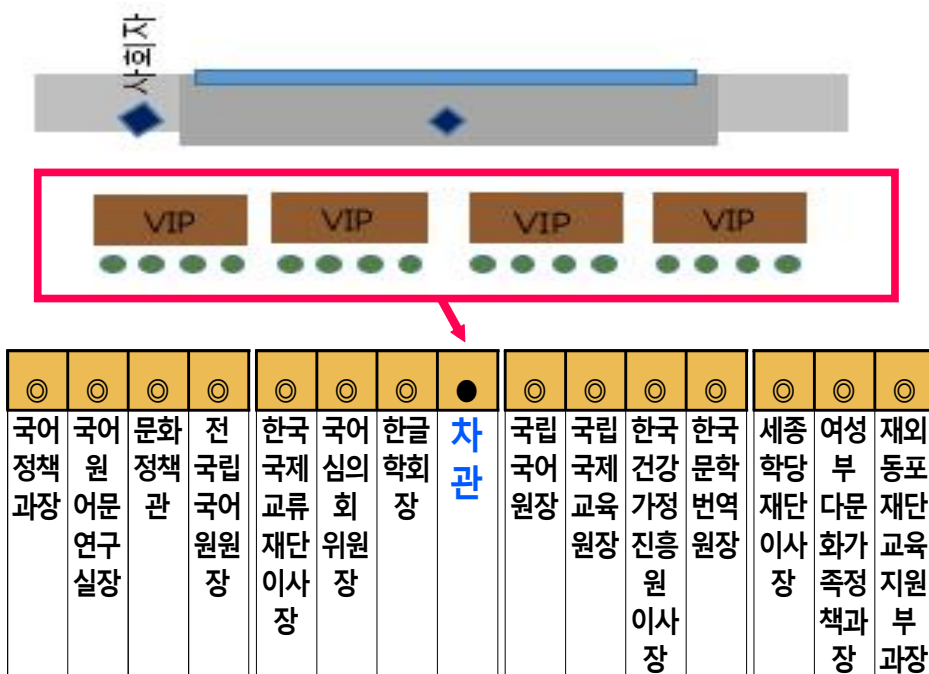 사회자
VIP VIP VIP VIP
◎ ◎ ◎ ◎ ◎ ◎ ◎ ● ◎ ◎ ◎ ◎ ◎ ◎ ◎
국어
정책
과장
국어
원
어문
연구
실장
문화
정책
관
전
국립
국어
원원
장
한국
국제
교류
재단
이사
장
국어
심의
회
위원
장
한글
학회
장
차
관
국립
국어
원장
국립
국제
교육
원장
한국
건강
가정
진흥
원
이사
장
한국
문학
번역
원장
세종
학당
재단
이사
장
여성
부
다문
화가
족정
책과
장
재외
동포
재단
교육
지원
부
과장